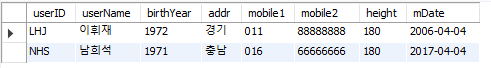 userID userName birthYear addr mobile1 mobile2 height mDate
LHJ 이휘재 1972 경기 011 88888888 180 2006-04-04
NHS 남희석 1971 충남 016 66666666 180 2017-04-04